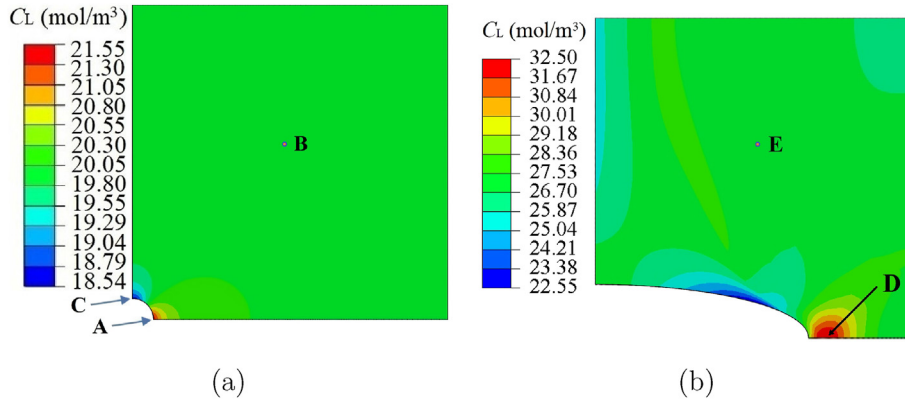 C_L (mol/m³)
21.55
21.30
21.05
20.80
20.55
20.30
20.05
19.80
19.55
19.29
19.04
18.79
18.54
B
C
A
(a)
C_L (mol/m³)
32.50
31.67
30.84
30.01
29.18
28.36
27.53
26.70
25.87
25.04
24.21
23.38
22.55
E
D
(b)